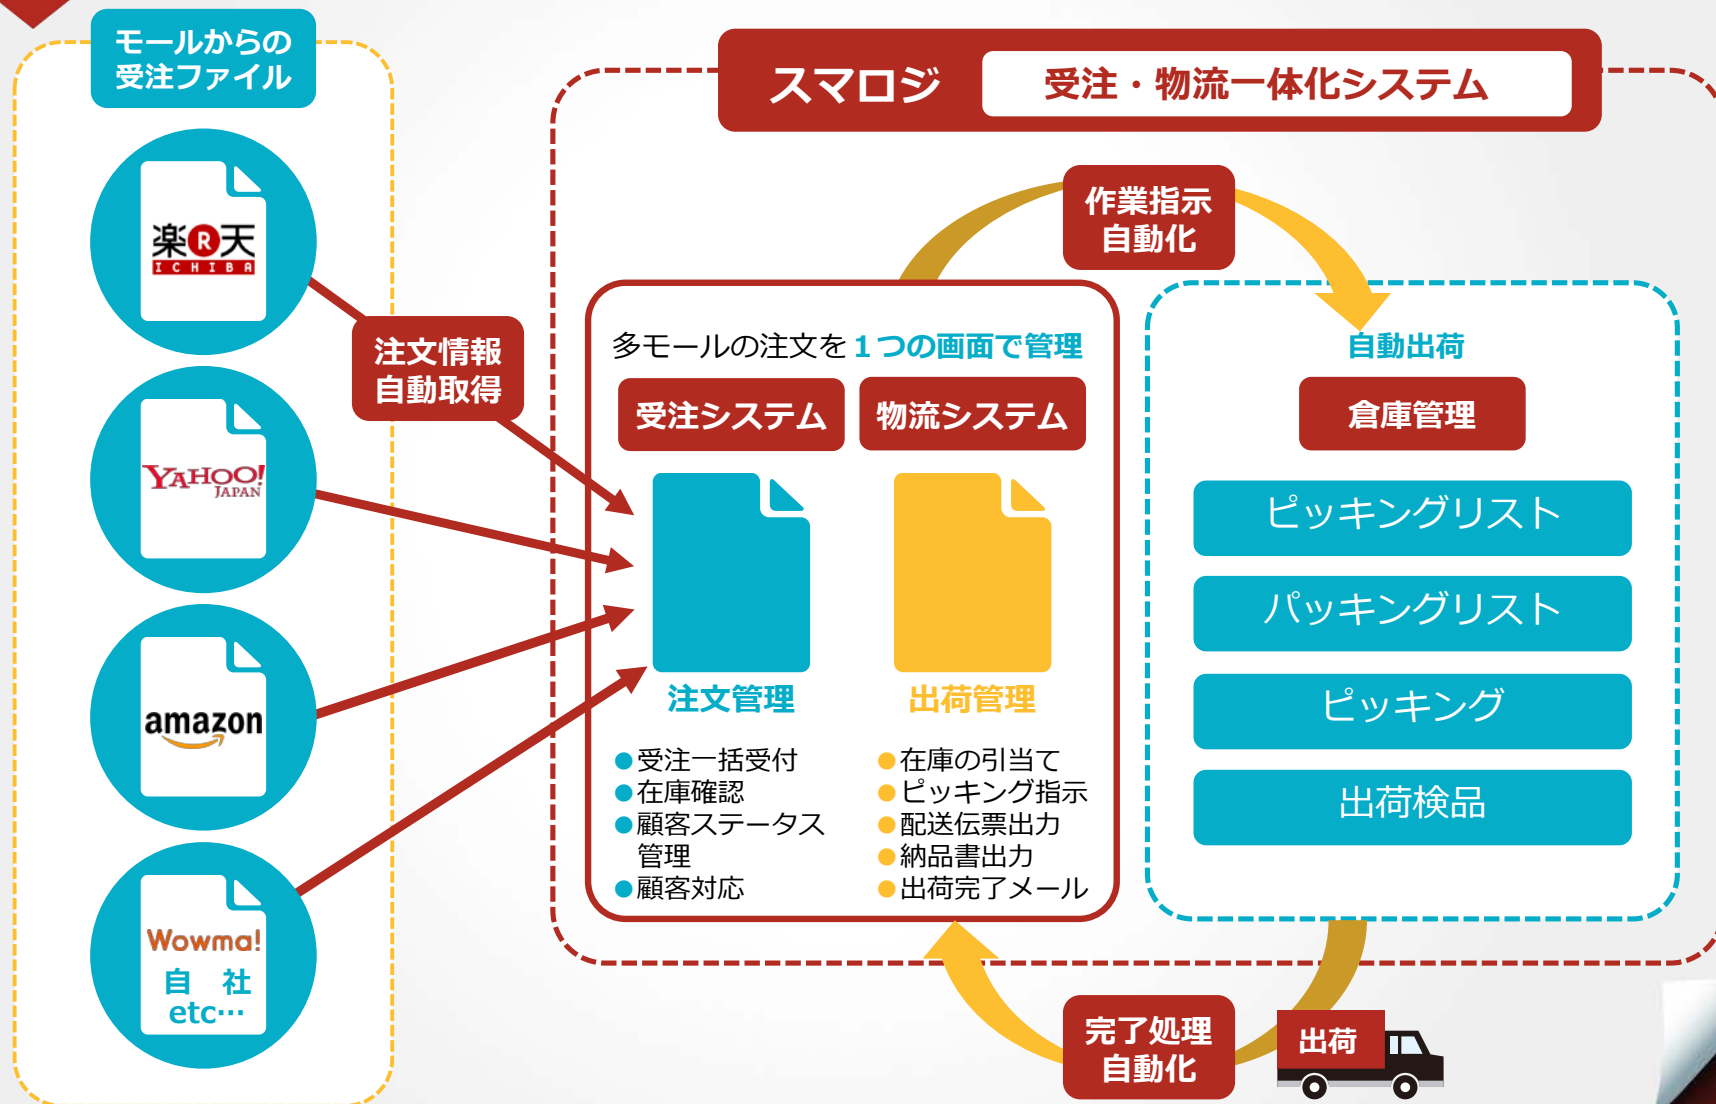 モールからの
受注ファイル
楽R天
ICHIBA
YAHOO!
JAPAN
amazon
Wowma!
自 社
etc…
注文情報
自動取得
スマロジ
受注・物流一体化システム
作業指示
自動化
多モールの注文を1つの画面で管理
受注システム
物流システム
注文管理
●受注一括受付
●在庫確認
●顧客ステータス
管理
●顧客対応
出荷管理
●在庫の引当て
●ピッキング指示
●配送伝票出力
●納品書出力
●出荷完了メール
自動出荷
倉庫管理
ピッキングリスト
パッキングリスト
ピッキング
出荷検品
完了処理
自動化
出荷